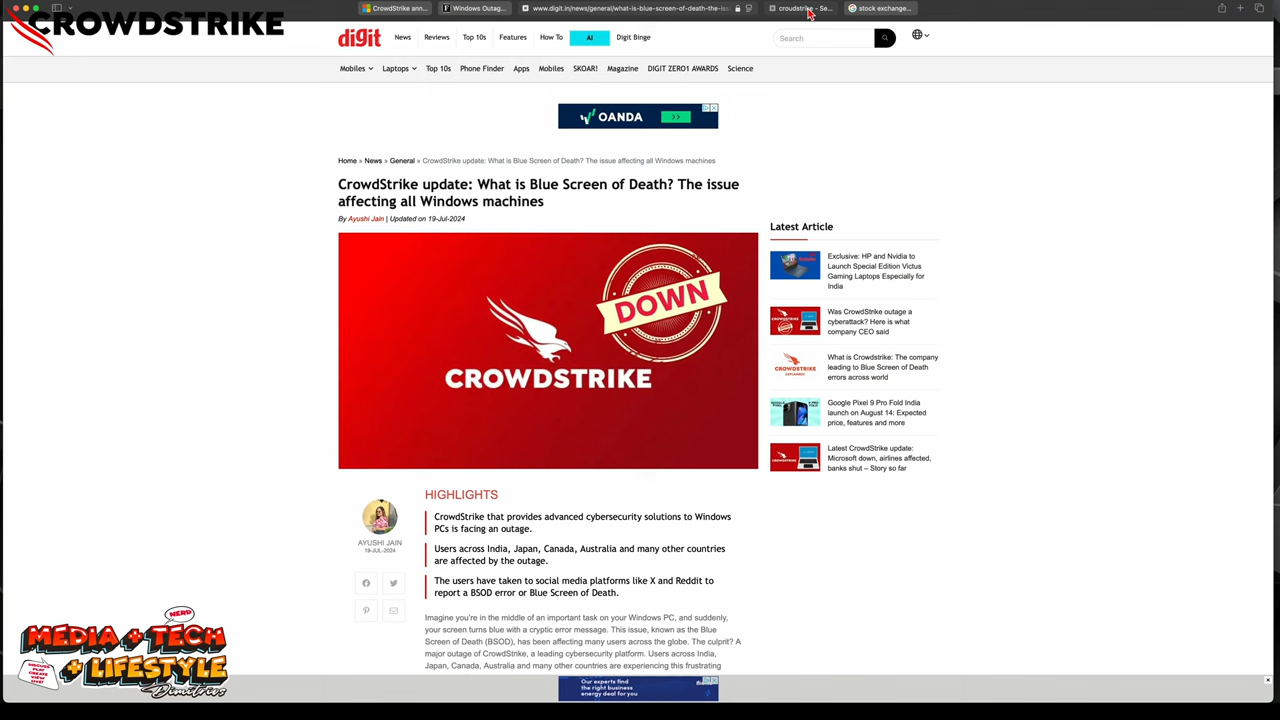 CROWDSTRIKE
CrowdStrike ann...
Windows Outag...
www.digit.in/news/general/what-is-blue-screen-of-death-the-iss
croudstrike – Se...
stock exchange...
digit
News
Reviews
Top 10s
Features
How To
AI
Digit Binge
Search
Mobiles
Laptops
Top 10s
Phone Finder
Apps
Mobiles
SKOAR!
Magazine
DIGIT ZERO1 AWARDS
Science
OANDA
>>
Home » News » General » CrowdStrike update: What is Blue Screen of Death? The issue affecting all Windows machines
CrowdStrike update: What is Blue Screen of Death? The issue
affecting all Windows machines
By Ayushi Jain | Updated on 19-Jul-2024
DOWN
CROWDSTRIKE
Latest Article
Exclusive: HP and Nvidia to
Launch Special Edition Victus
Gaming Laptops Especially for
India
Was CrowdStrike outage a
cyberattack? Here is what
company CEO said
What is Crowdstrike: The company
leading to Blue Screen of Death
errors across world
Google Pixel 9 Pro Fold India
launch on August 14: Expected
price, features and more
Latest CrowdStrike update:
Microsoft down, airlines affected,
banks shut – Story so far
AYUSHI JAIN
19-JUL-2024
HIGHLIGHTS
CrowdStrike that provides advanced cybersecurity solutions to Windows
PCs is facing an outage.
Users across India, Japan, Canada, Australia and many other countries
are affected by the outage.
The users have taken to social media platforms like X and Reddit to
report a BSOD error or Blue Screen of Death.
Imagine you're in the middle of an important task on your Windows PC, and suddenly,
your screen turns blue with a cryptic error message. This issue, known as the Blue
Screen of Death (BSOD), has been affecting many users across the globe. The culprit? A
major outage of CrowdStrike, a leading cybersecurity platform. Users across India,
Japan, Canada, Australia and many other countries are experiencing this frustrating
Our experts find
the right business
energy deal for you
NERD
MEDIA + TECH
+ LIFESTYLE
Dimitrios